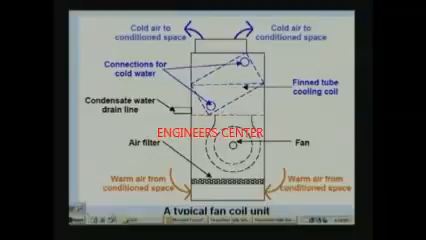 Cold air to
conditioned space
Cold air to
conditioned space
Connections for
cold water
Finned tube
cooling coil
Condensate water
drain line
ENGINEERS CENTER
Air filter
Fan
Warm air from
conditioned space
Warm air from
conditioned space
A typical fan coil unit